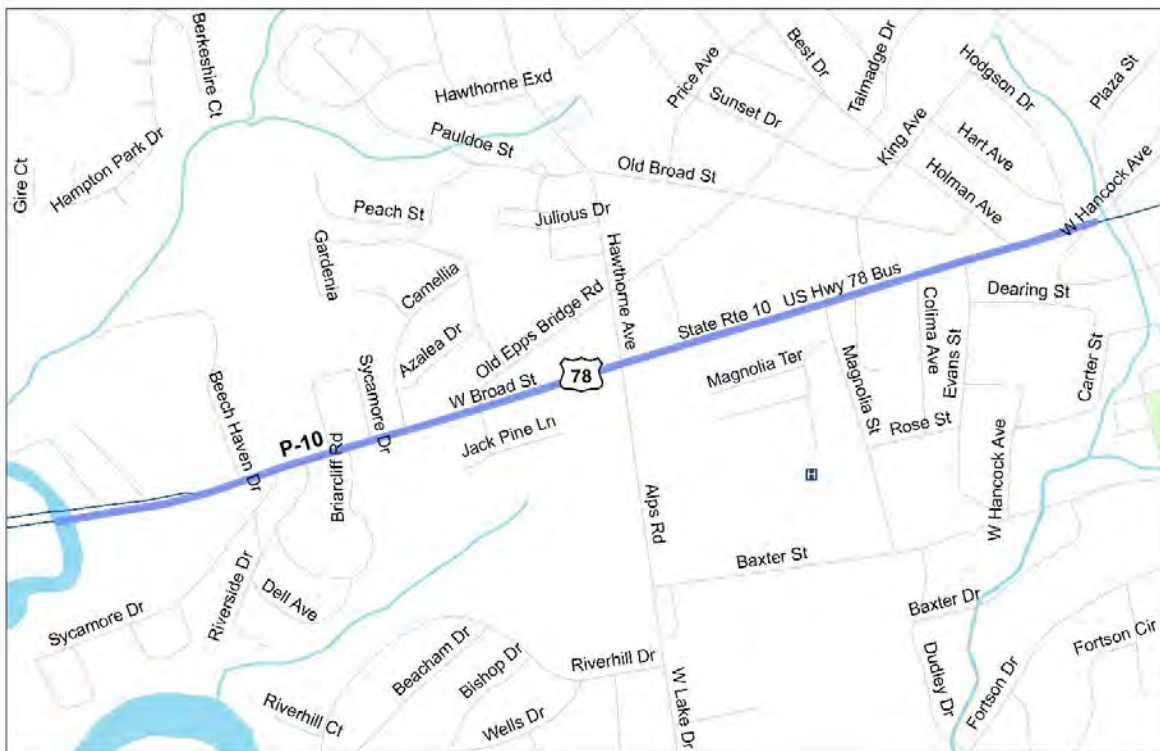 Berkeshire Ct
Hampton Park Dr
Gire Ct
Hawthorne Exd
Pauldoe St
Price Ave
Best Dr
Talmadge Dr
Sunset Dr
King Ave
Hodgson Dr
Plaza St
Hart Ave
Holman Ave
W Hancock Ave
Old Broad St
Peach St
Julious Dr
Gardenia
Camellia
Azalea Dr
Old Epps Bridge Rd
Hawthorne Ave
State Rte 10
US Hwy 78 Bus
Dearing St
Colima Ave
Evans St
Carter St
Magnolia Ter
Magnolia St
Rose St
W Hancock Ave
78
W Broad St
Sycamore Dr
Beech Haven Dr
P-10
Briarcliff Rd
Jack Pine Ln
H
Alps Rd
Baxter St
Baxter Dr
Dudley Dr
Fortson Dr
Fortson Cir
Riverside Dr
Dell Ave
Sycamore Dr
Beacham Dr
Bishop Dr
Riverhill Dr
Riverhill Ct
Wells Dr
W Lake Dr